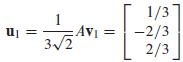 u₁ = 1/(3√2) Av₁ = [ 1/3
-2/3
2/3 ]